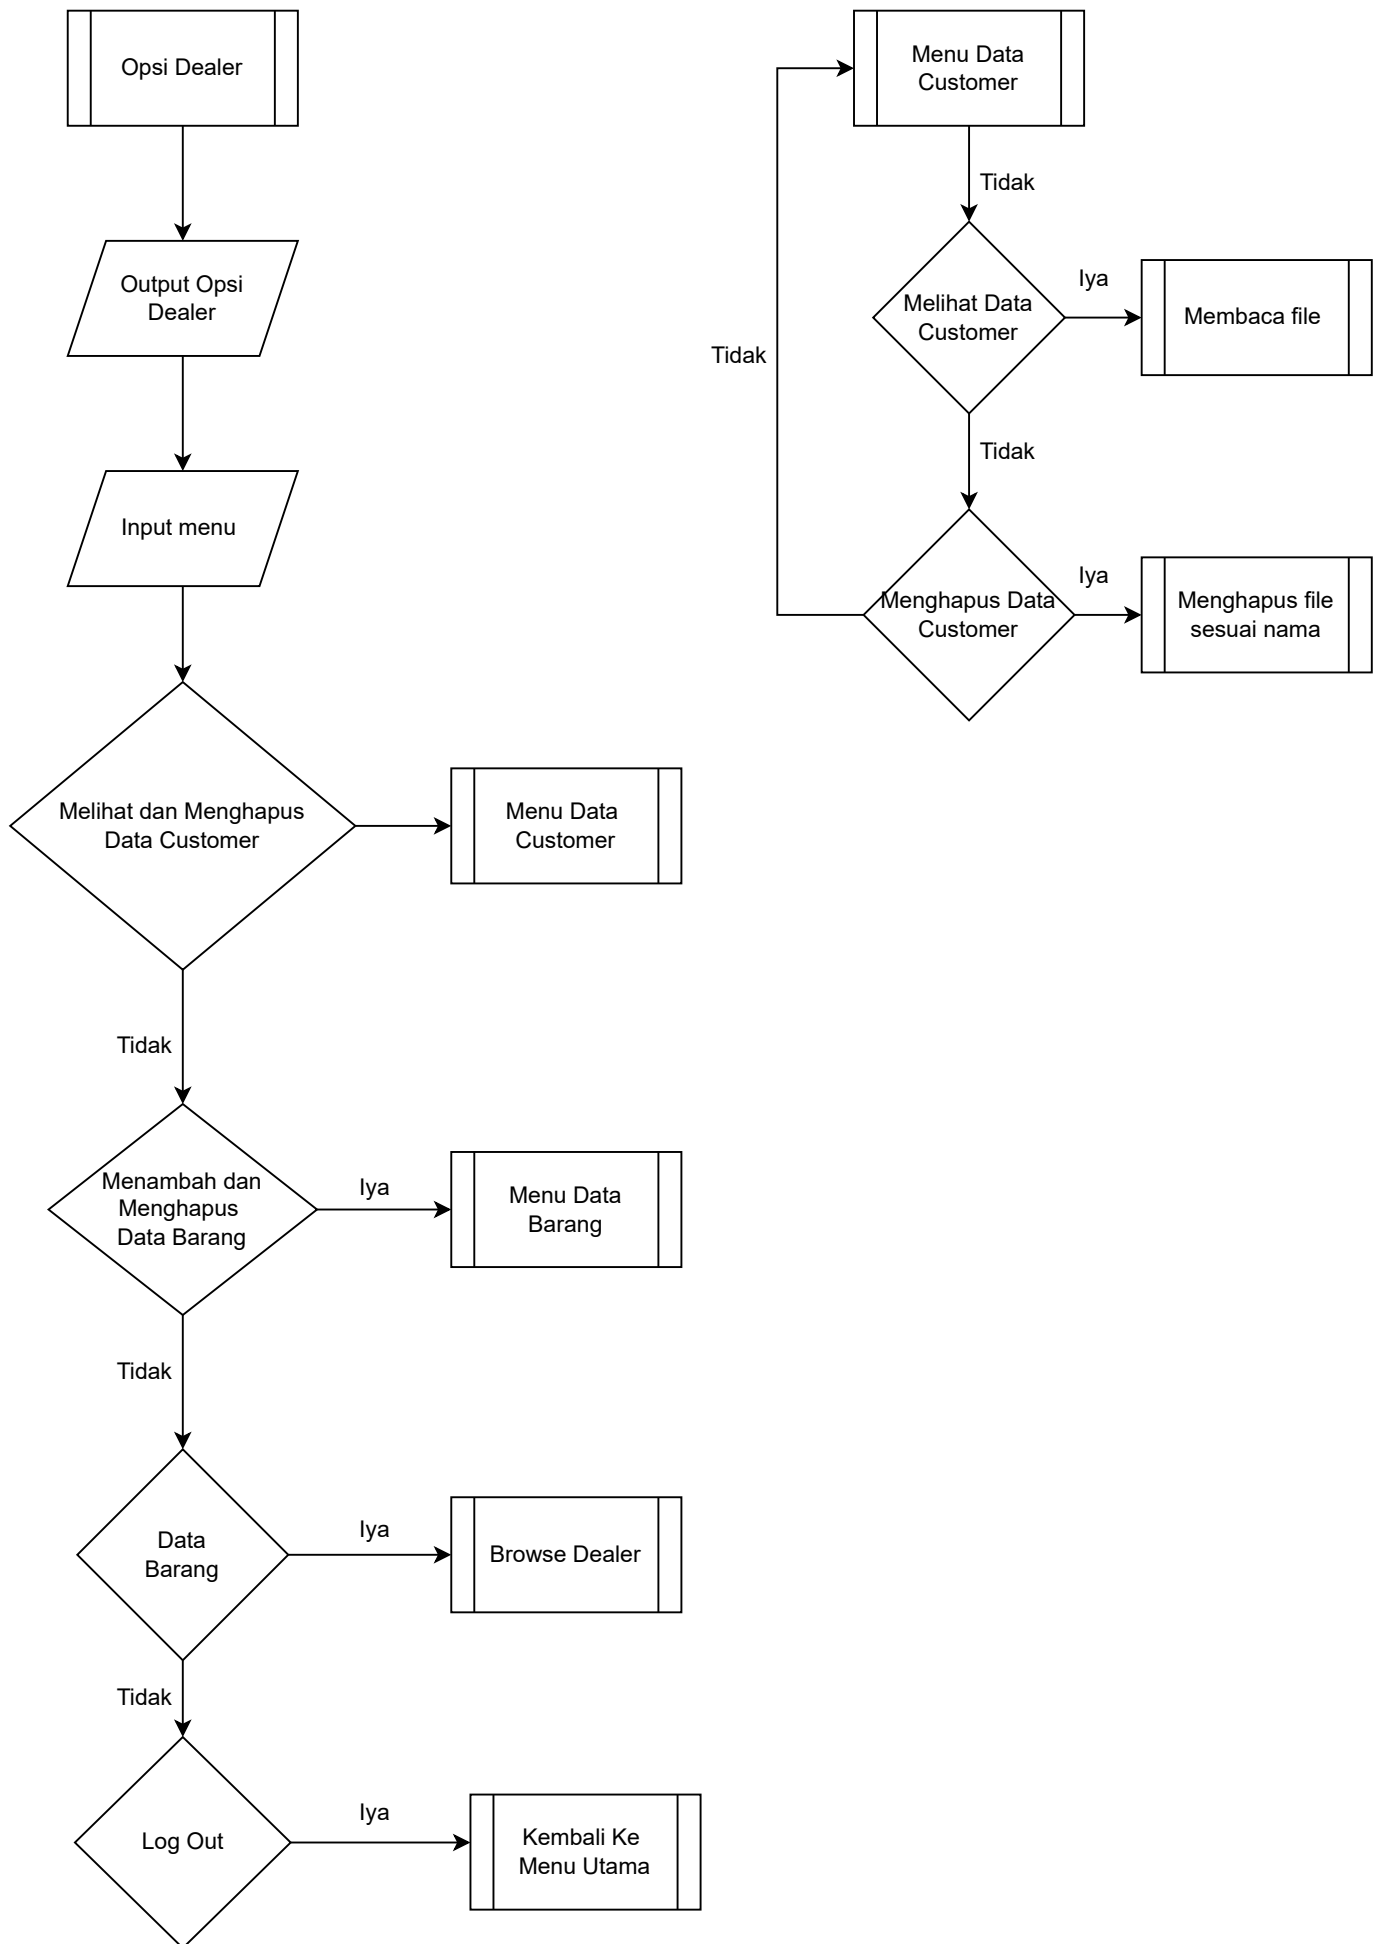 Opsi Dealer
Output Opsi
Dealer
Input menu
Melihat dan Menghapus
Data Customer
Menu Data
Customer
Tidak
Menambah dan
Menghapus
Data Barang
Iya
Menu Data
Barang
Tidak
Data
Barang
Iya
Browse Dealer
Tidak
Log Out
Iya
Kembali Ke
Menu Utama
Menu Data
Customer
Tidak
Melihat Data
Customer
Iya
Membaca file
Tidak
Tidak
Menghapus Data
Customer
Iya
Menghapus file
sesuai nama